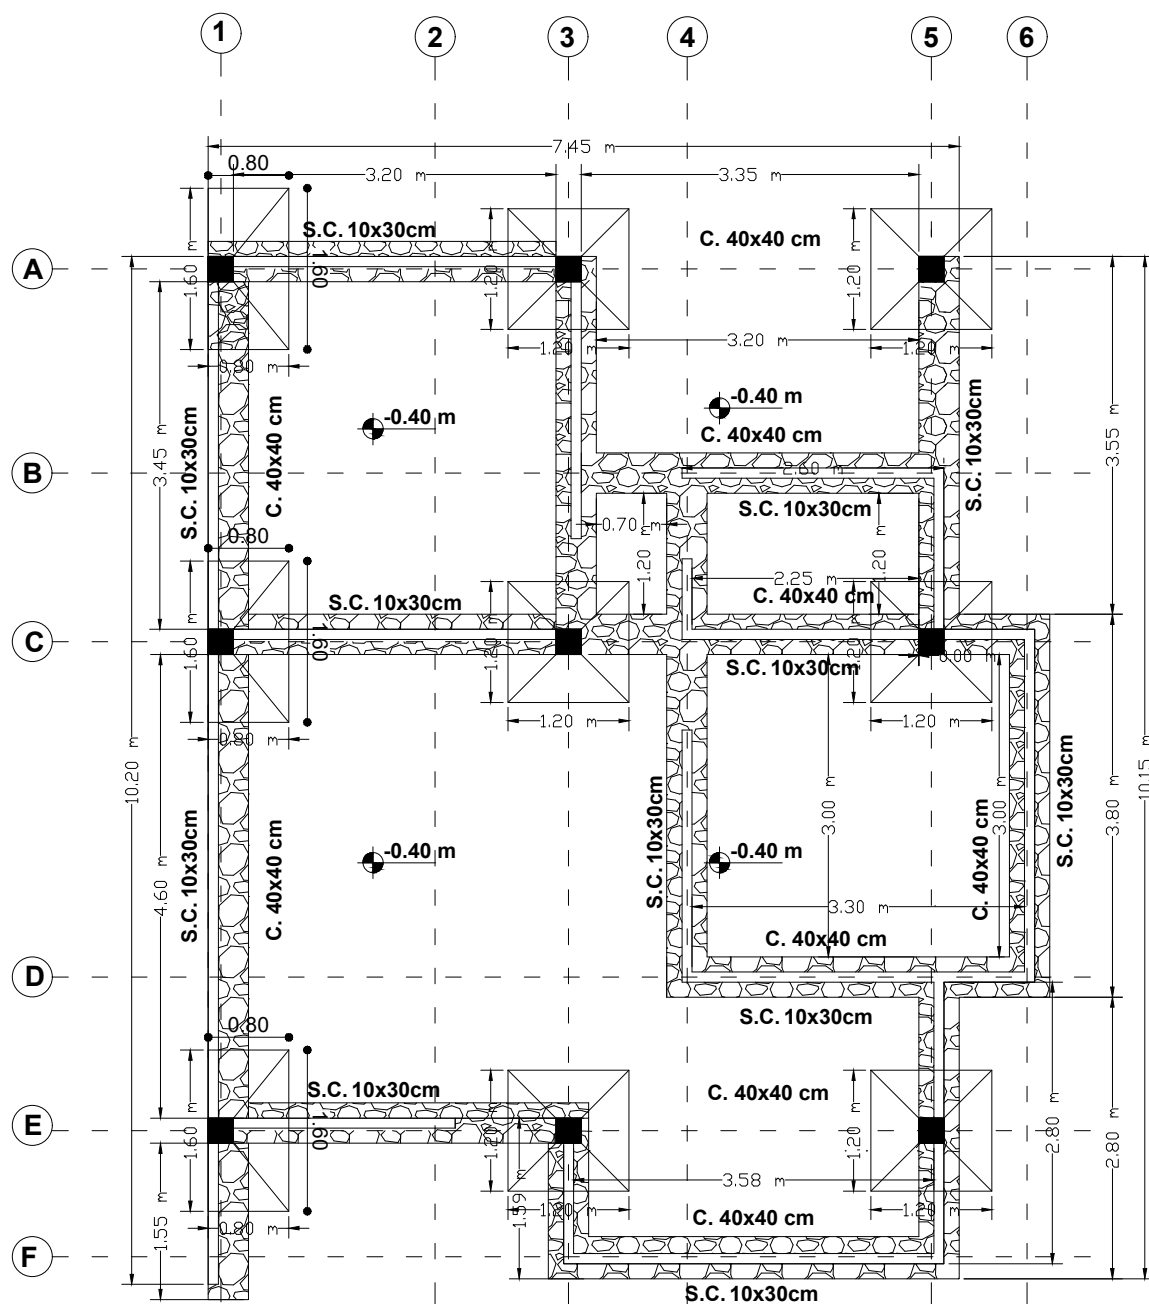 1
2
3
4
5
6
7.45 m
0.80
3.20 m
3.35 m
S.C. 10x30cm
C. 40x40 cm
A
1.60 m
1.60
1.20 m
1.20 m
0.80 m
1.20 m
3.20 m
1.20 m
-0.40 m
-0.40 m
S.C. 10x30cm
3.45 m
C. 40x40 cm
C. 40x40 cm
S.C. 10x30cm
3.55 m
B
2.60 m
S.C. 10x30cm
0.70 m
1.20 m
1.20 m
0.80
2.25 m
S.C. 10x30cm
C. 40x40 cm
C
1.60 m
1.60
1.20 m
1.20 m
S.C. 10x30cm
0.00 m
0.80 m
1.20 m
1.20 m
10.20 m
10.15 m
S.C. 10x30cm
4.60 m
C. 40x40 cm
-0.40 m
S.C. 10x30cm
-0.40 m
3.00 m
3.00 m
C. 40x40 cm
S.C. 10x30cm
3.80 m
3.30 m
C. 40x40 cm
D
S.C. 10x30cm
0.80
S.C. 10x30cm
C. 40x40 cm
E
1.60 m
1.60
1.20 m
1.20 m
2.80 m
2.80 m
3.58 m
1.59 m
0.80 m
1.20 m
1.20 m
1.55 m
C. 40x40 cm
F
S.C. 10x30cm